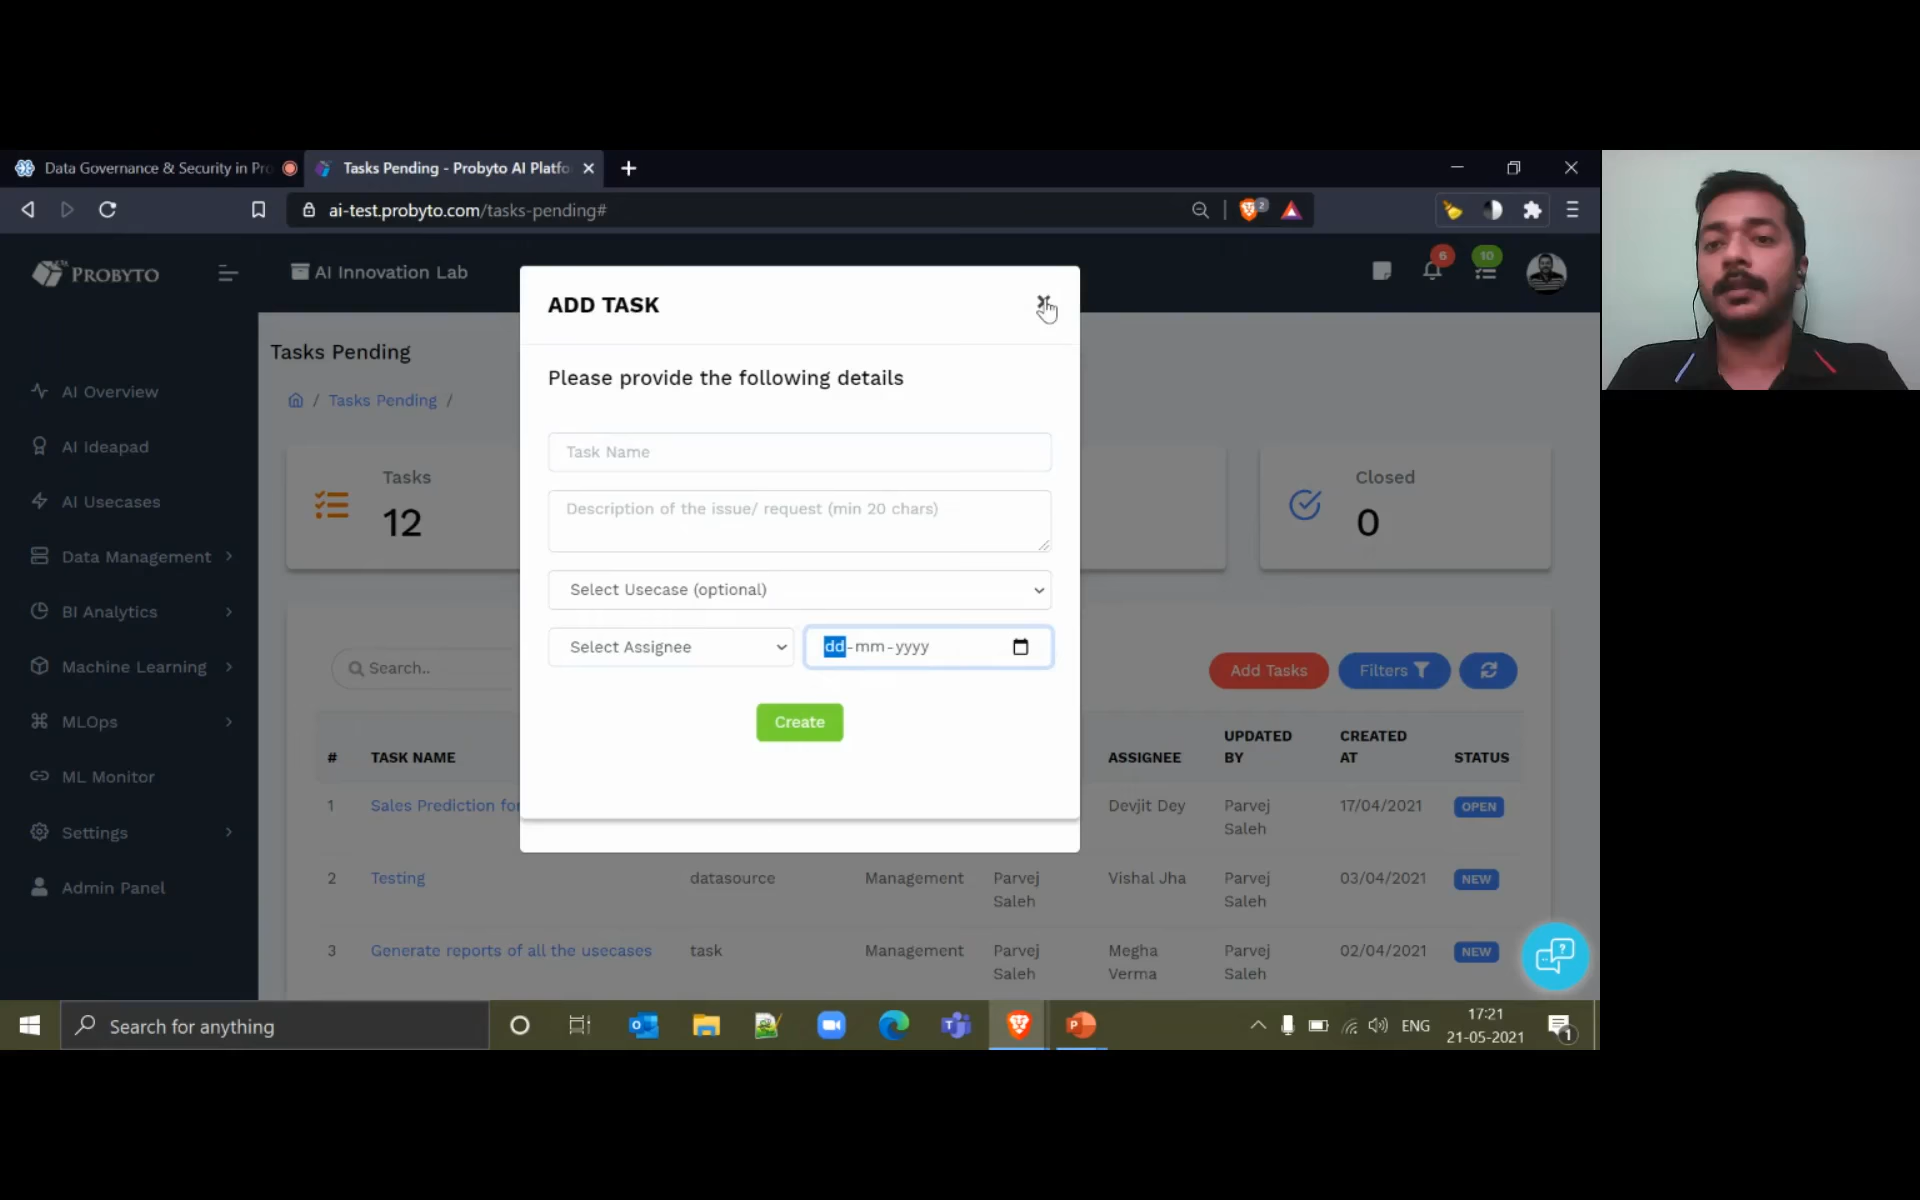 Data Governance & Security in Pro
Tasks Pending - Probyto AI Platfo
ai-test.probyto.com/tasks-pending#
2
PROBYTO
AI Innovation Lab
6
10
AI Overview
AI Ideapad
AI Usecases
Data Management
BI Analytics
Machine Learning
MLOps
ML Monitor
Settings
Admin Panel
Tasks Pending
/ Tasks Pending /
Tasks
12
Closed
0
Search..
Add Tasks
Filters
ADD TASK
Please provide the following details
Task Name
Description of the issue/ request (min 20 chars)
Select Usecase (optional)
Select Assignee
dd-mm-yyyy
Create
# TASK NAME ASSIGNEE UPDATED BY CREATED AT STATUS
1 Sales Prediction for Devjit Dey Parvej Saleh 17/04/2021 OPEN
2 Testing datasource Management Parvej Saleh Vishal Jha Parvej Saleh 03/04/2021 NEW
3 Generate reports of all the usecases task Management Parvej Saleh Megha Verma Parvej Saleh 02/04/2021 NEW
Search for anything
ENG
17:21
21-05-2021
1